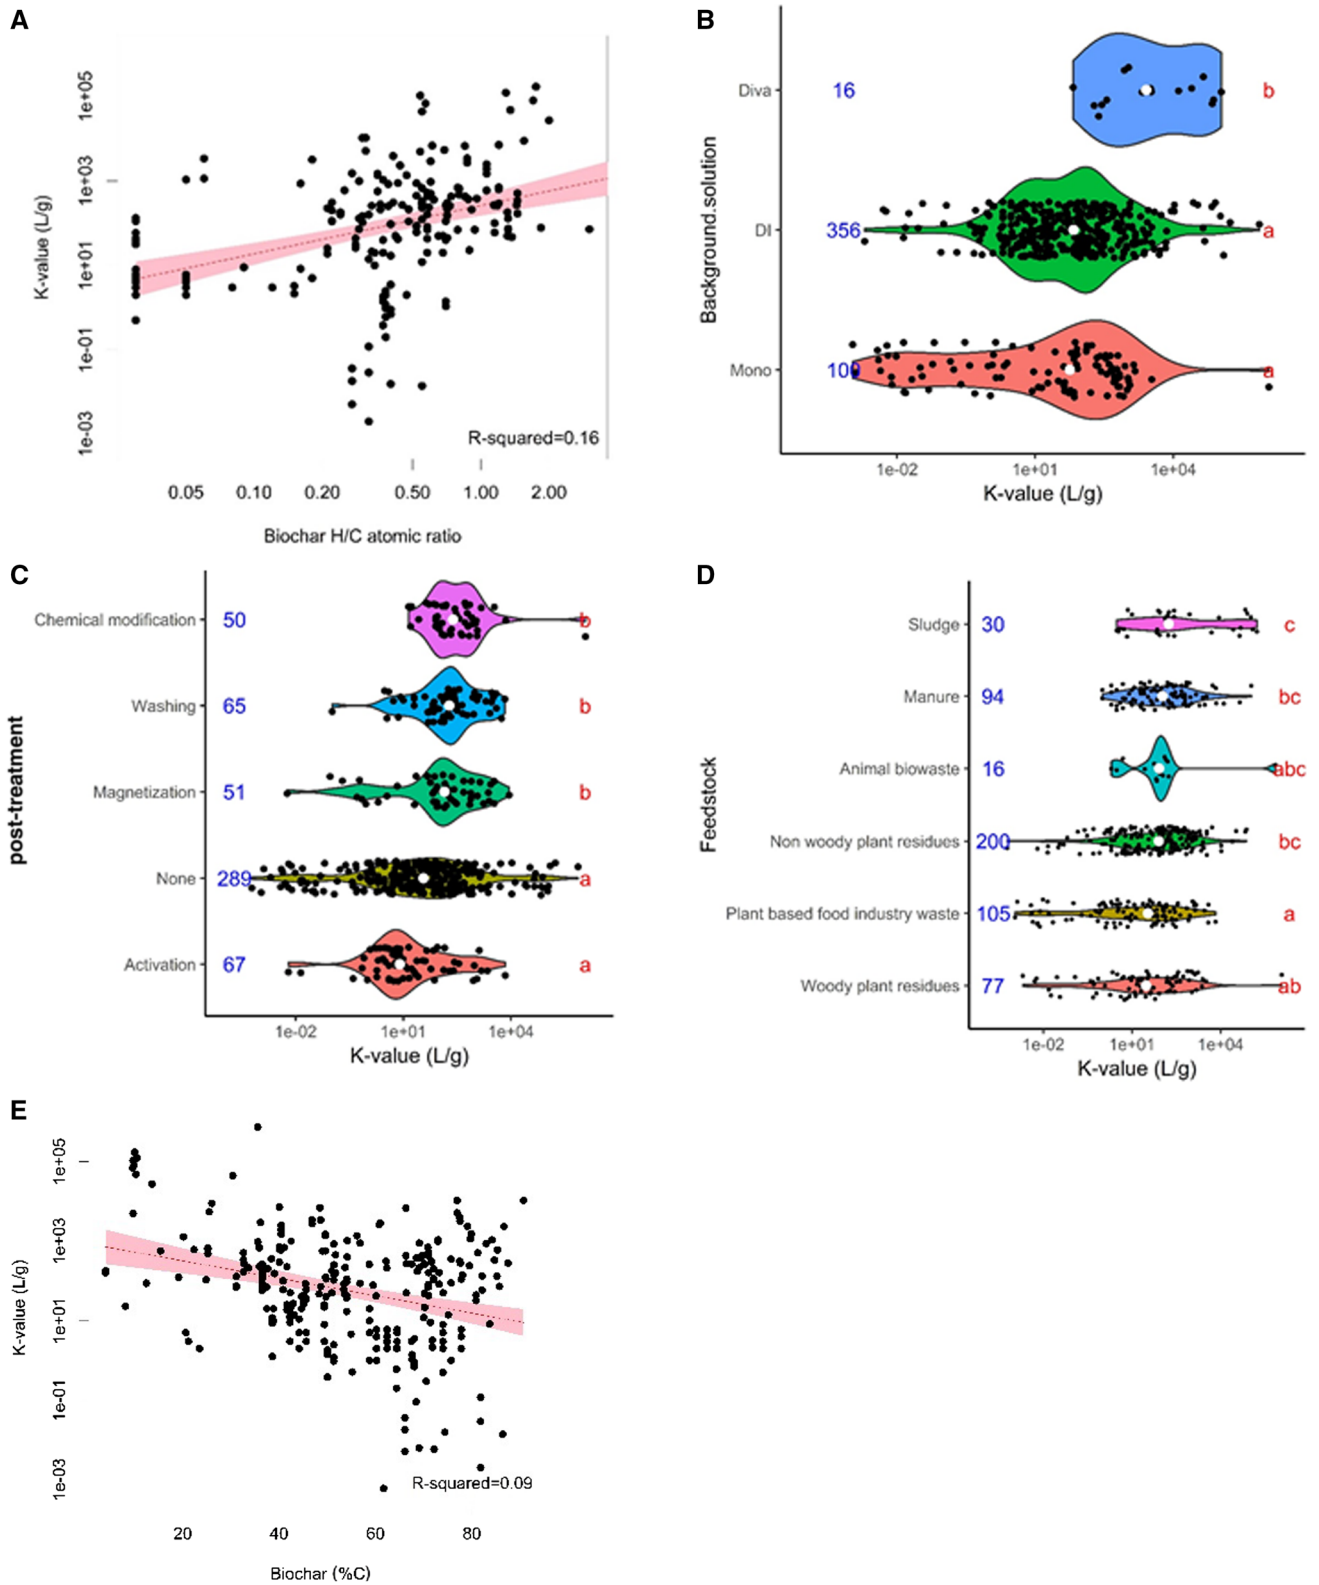 A
1e+05
1e+03
1e+01
1e-01
1e-03
K-value (L/g)
R-squared=0.16
0.05 0.10 0.20 0.50 1.00 2.00
Biochar H/C atomic ratio
B
Background.solution
Diva 16 b
DI 356 a
Mono a
1e-02 1e+01 1e+04
K-value (L/g)
C
post-treatment
Chemical modification 50 b
Washing 65 b
Magnetization 51 b
None 289 a
Activation 67 a
1e-02 1e+01 1e+04
K-value (L/g)
D
Feedstock
Sludge 30 c
Manure 94 bc
Animal biowaste 16 abc
Non woody plant residues 200 bc
Plant based food industry waste 105 a
Woody plant residues 77 ab
1e-02 1e+01 1e+04
K-value (L/g)
E
1e+05
1e+03
1e+01
1e-01
1e-03
K-value (L/g)
R-squared=0.09
20 40 60 80
Biochar (%C)